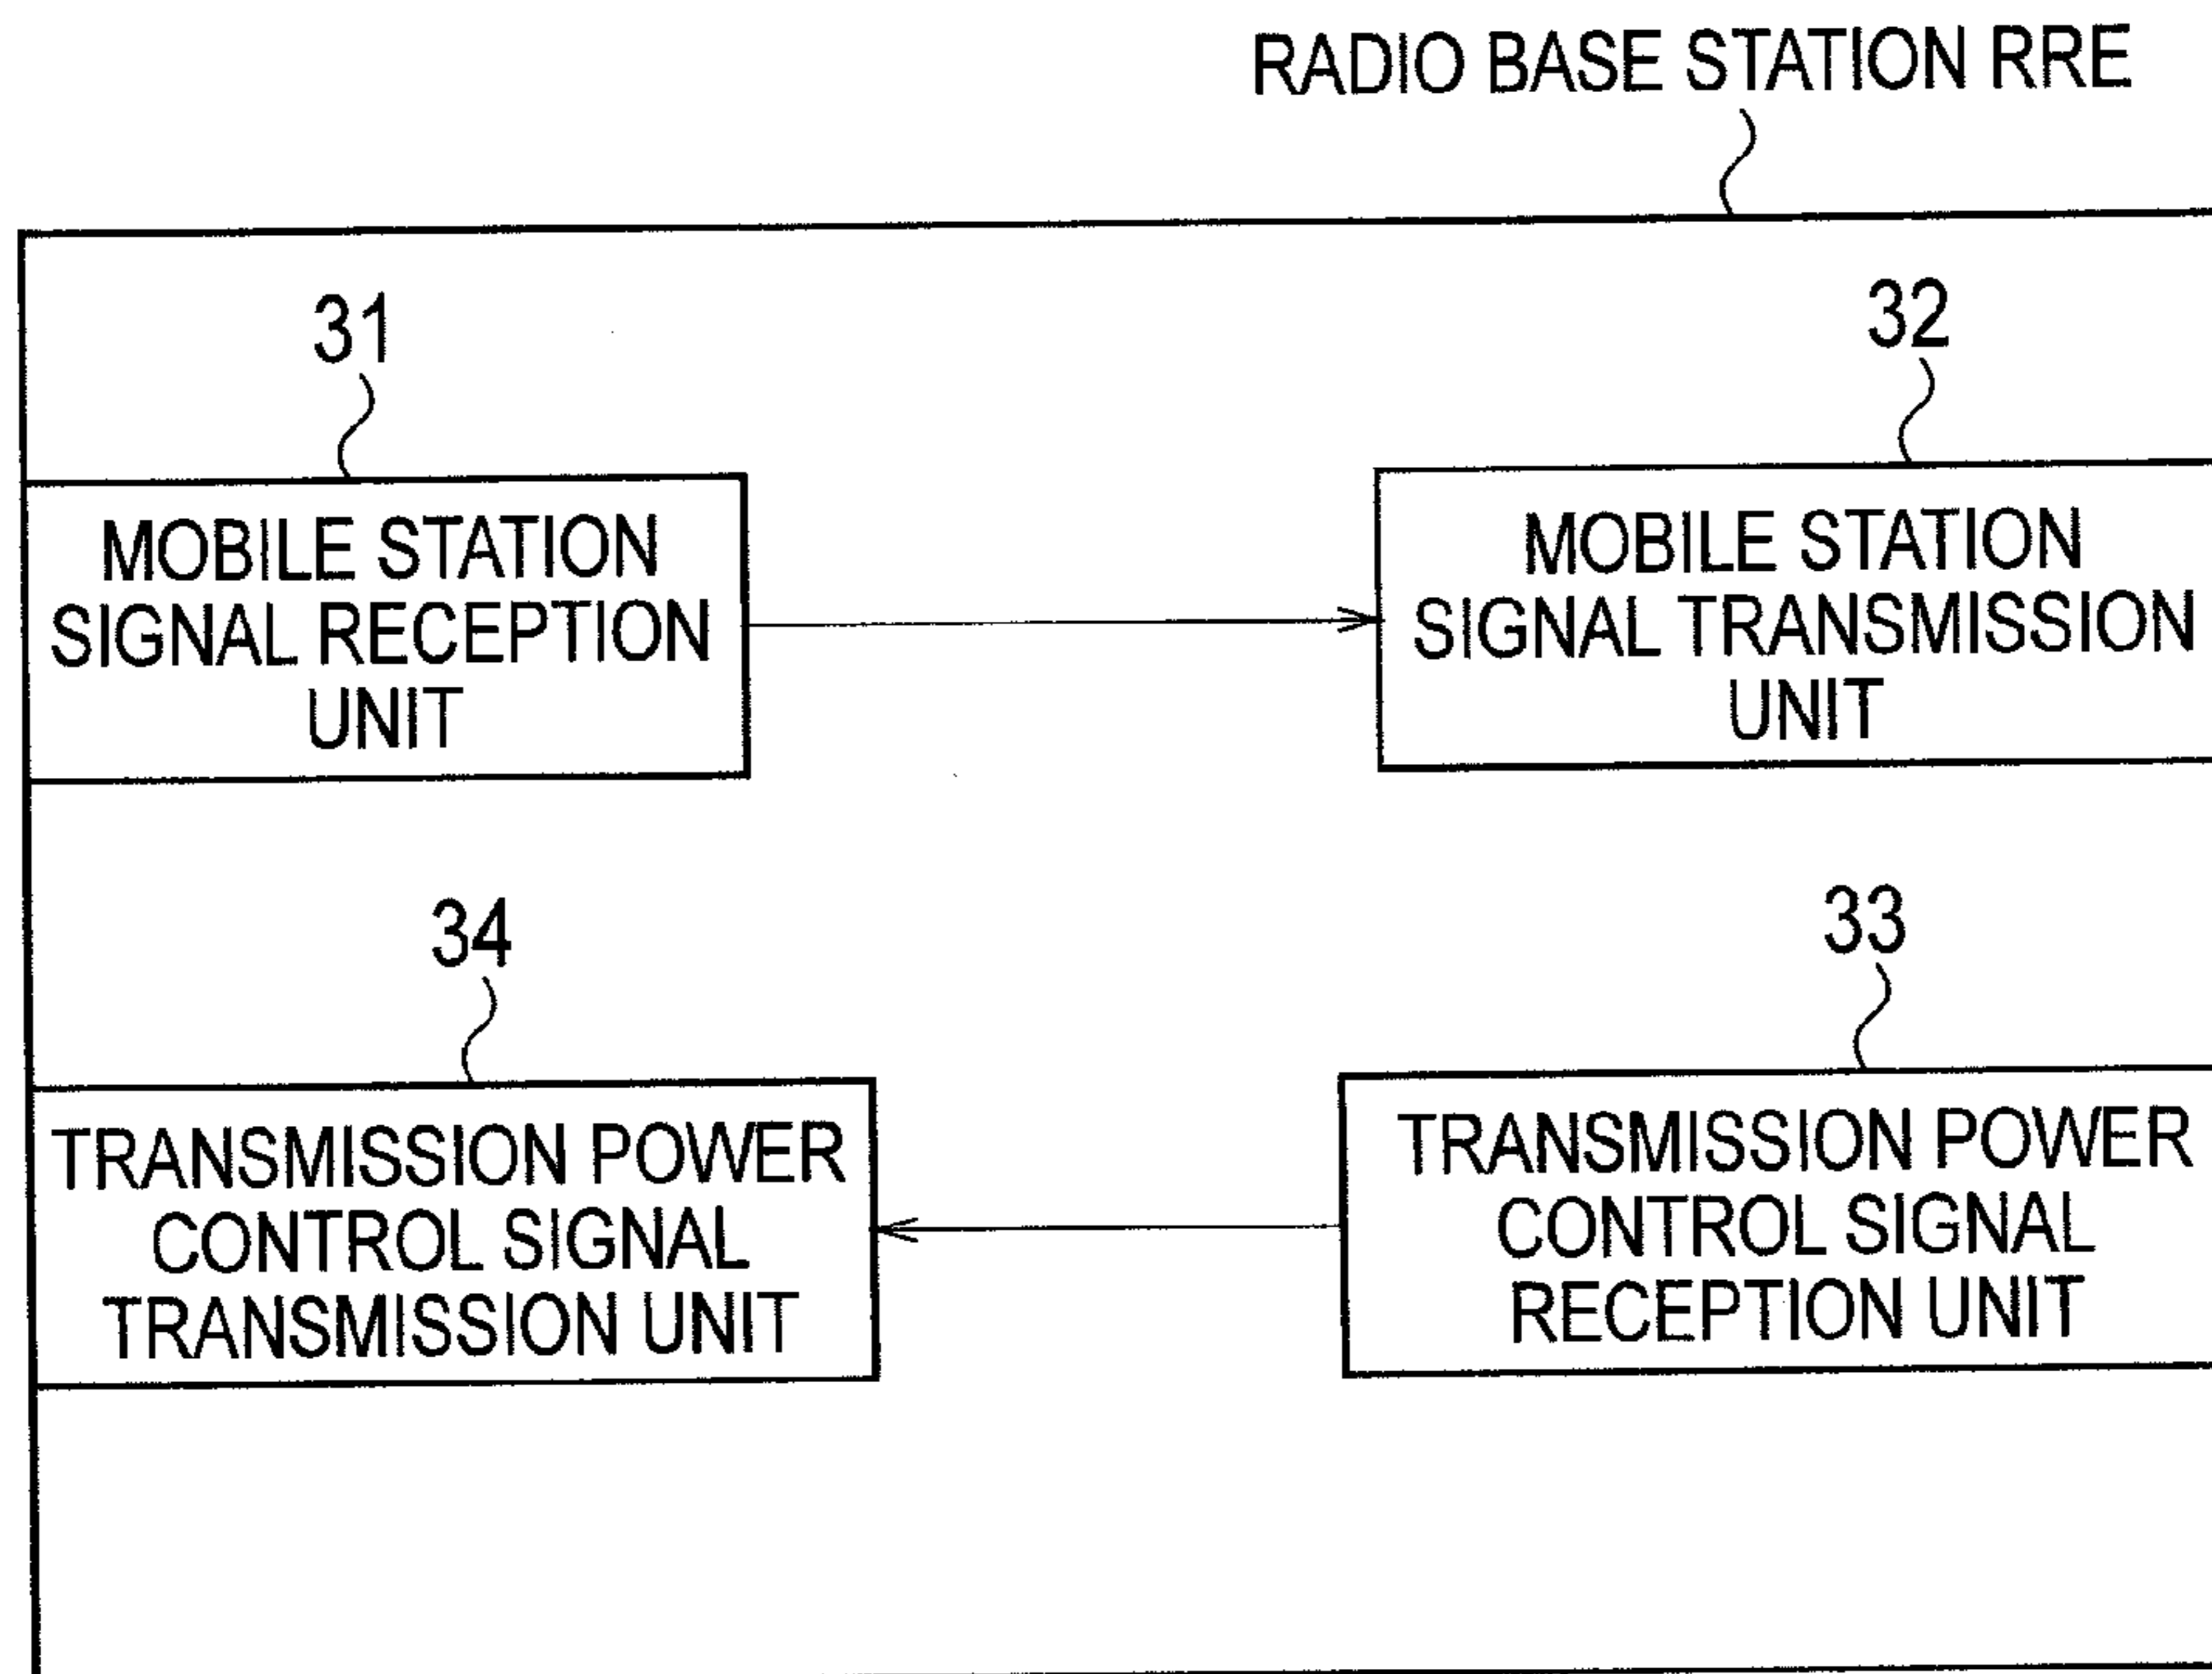 RADIO BASE STATION RRE
31
32
MOBILE STATION
SIGNAL RECEPTION
UNIT
MOBILE STATION
SIGNAL TRANSMISSION
UNIT
34
33
TRANSMISSION POWER
CONTROL SIGNAL
TRANSMISSION UNIT
TRANSMISSION POWER
CONTROL SIGNAL
RECEPTION UNIT